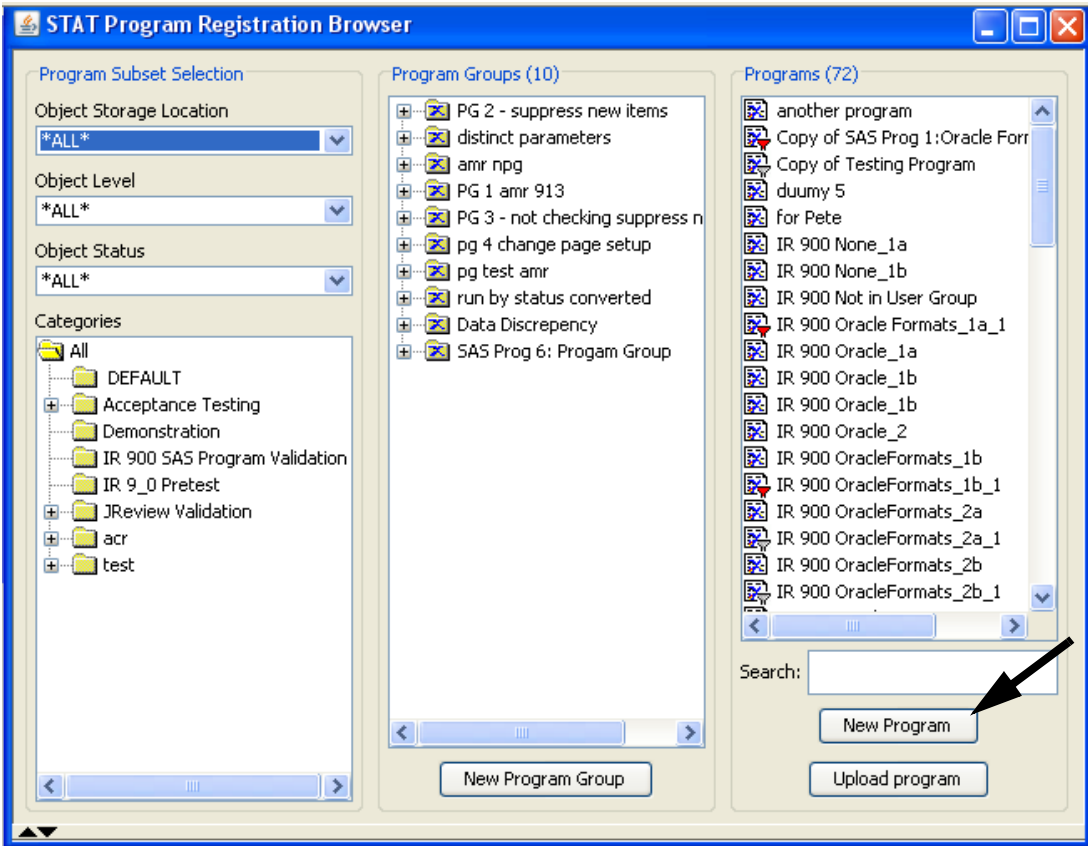 STAT Program Registration Browser
Program Subset Selection
Object Storage Location
*ALL*
Object Level
*ALL*
Object Status
*ALL*
Categories
All
DEFAULT
Acceptance Testing
Demonstration
IR 900 SAS Program Validation
IR 9_0 Pretest
JReview Validation
acr
test
Program Groups (10)
PG 2 - suppress new items
distinct parameters
amr npg
PG 1 amr 913
PG 3 - not checking suppress n
pg 4 change page setup
pg test amr
run by status converted
Data Discrepency
SAS Prog 6: Progam Group
New Program Group
Programs (72)
another program
Copy of SAS Prog 1:Oracle Forr
Copy of Testing Program
duumy 5
for Pete
IR 900 None_1a
IR 900 None_1b
IR 900 Not in User Group
IR 900 Oracle Formats_1a_1
IR 900 Oracle_1a
IR 900 Oracle_1b
IR 900 Oracle_1b
IR 900 Oracle_2
IR 900 OracleFormats_1b
IR 900 OracleFormats_1b_1
IR 900 OracleFormats_2a
IR 900 OracleFormats_2a_1
IR 900 OracleFormats_2b
IR 900 OracleFormats_2b_1
Search:
New Program
Upload program